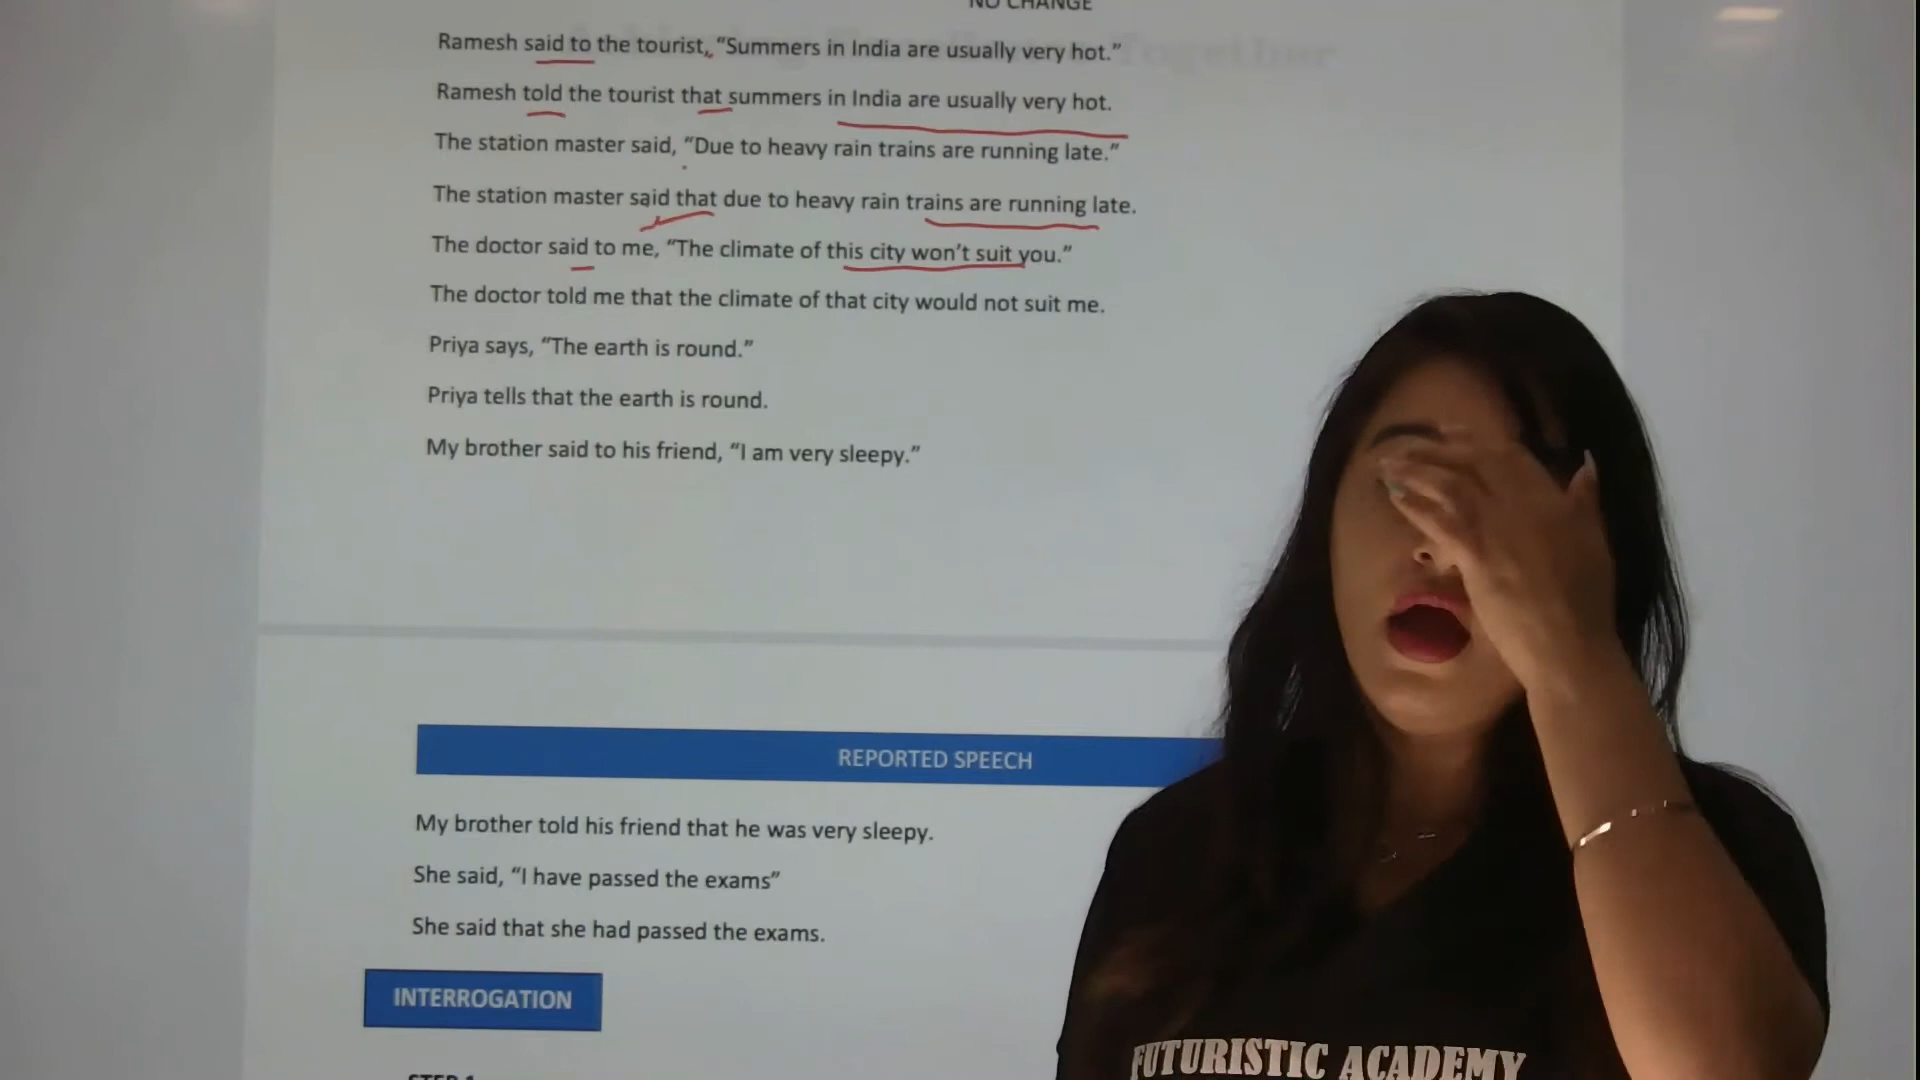 NO CHANGE
Ramesh said to the tourist, “Summers in India are usually very hot.”
Ramesh told the tourist that summers in India are usually very hot.
The station master said, “Due to heavy rain trains are running late.”
The station master said that due to heavy rain trains are running late.
The doctor said to me, “The climate of this city won’t suit you.”
The doctor told me that the climate of that city would not suit me.
Priya says, “The earth is round.”
Priya tells that the earth is round.
My brother said to his friend, “I am very sleepy.”
REPORTED SPEECH
My brother told his friend that he was very sleepy.
She said, “I have passed the exams”
She said that she had passed the exams.
INTERROGATION
STEP 1
FUTURISTIC ACADEMY